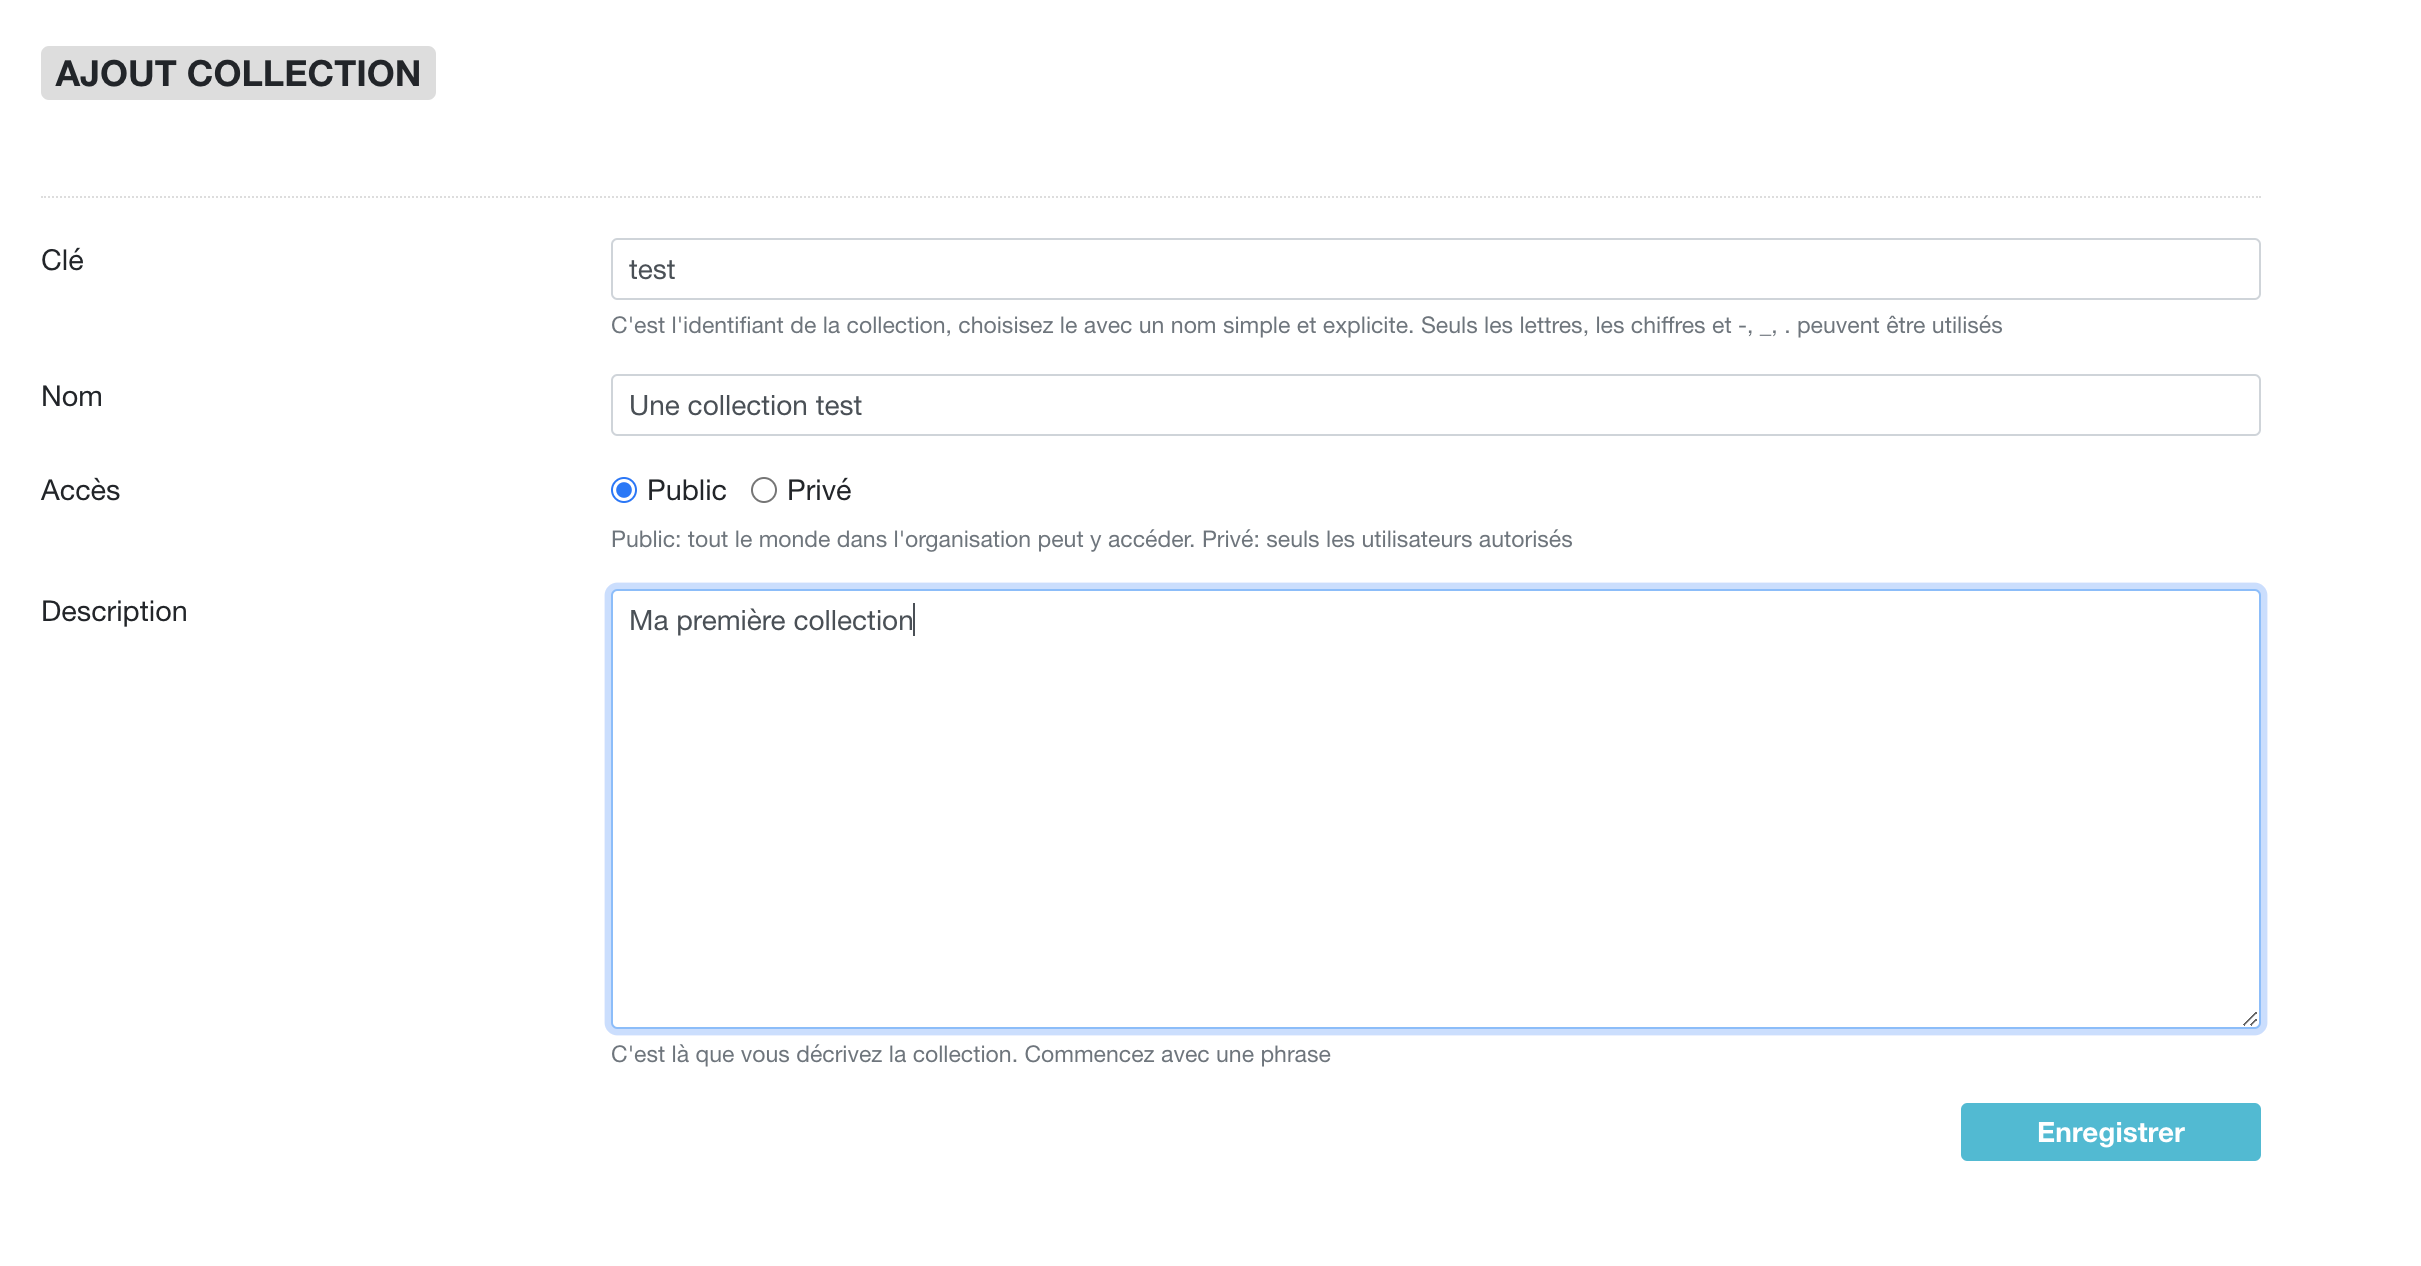 AJOUT COLLECTION
Clé
test
C'est l'identifiant de la collection, choisisez le avec un nom simple et explicite. Seuls les lettres, les chiffres et -, _, . peuvent être utilisés
Nom
Une collection test
Accès
Public Privé
Public: tout le monde dans l'organisation peut y accéder. Privé: seuls les utilisateurs autorisés
Description
Ma première collection
C'est là que vous décrivez la collection. Commencez avec une phrase
Enregistrer